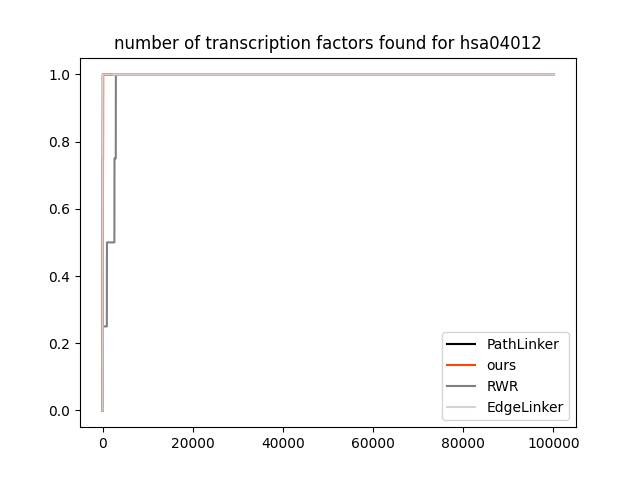 number of transcription factors found for hsa04012
1.0
0.8
0.6
0.4
0.2
0.0
PathLinker
ours
RWR
EdgeLinker
0 20000 40000 60000 80000 100000